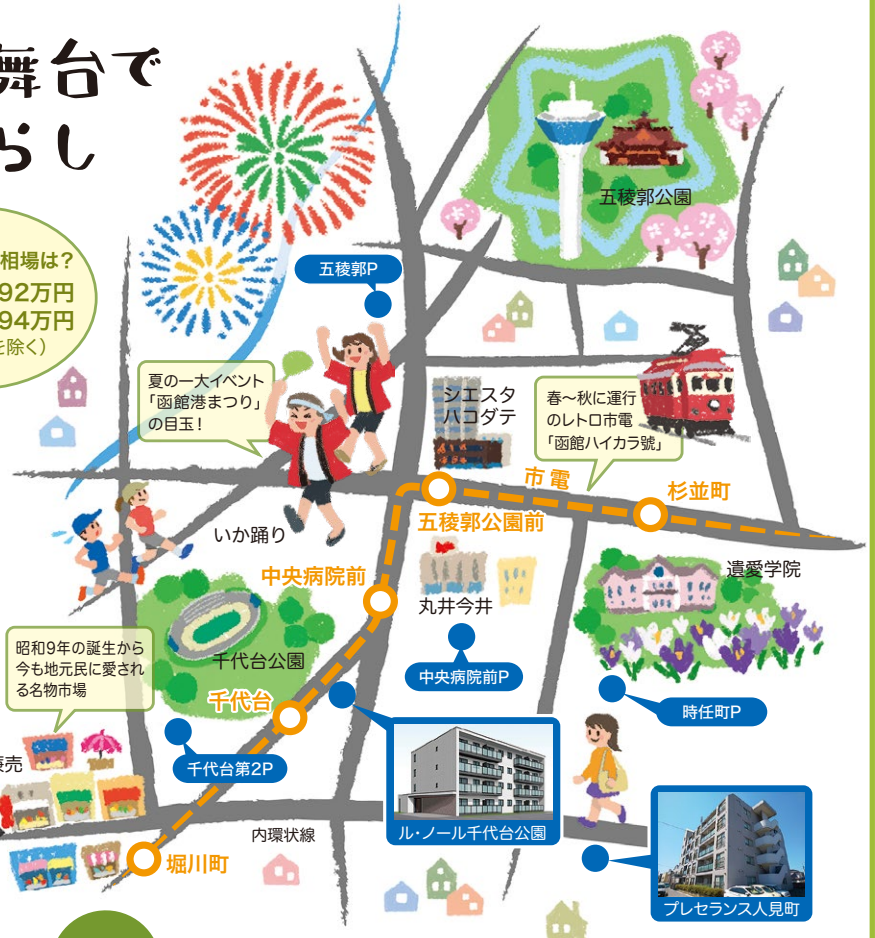 舞台で
らし
相場は?
92万円
94万円
を除く)
五稜郭公園
五稜郭P
夏の一大イベント
「函館港まつり」
の目玉!
シエスタ
ハコダテ
春〜秋に運行
のレトロ市電
「函館ハイカラ號」
市電
杉並町
五稜郭公園前
いか踊り
中央病院前
丸井今井
遺愛学院
昭和9年の誕生から
今も地元民に愛され
る名物市場
千代台公園
中央病院前P
千代台
時任町P
売
千代台第2P
ル・ノール千代台公園
内環状線
堀川町
プレセランス人見町